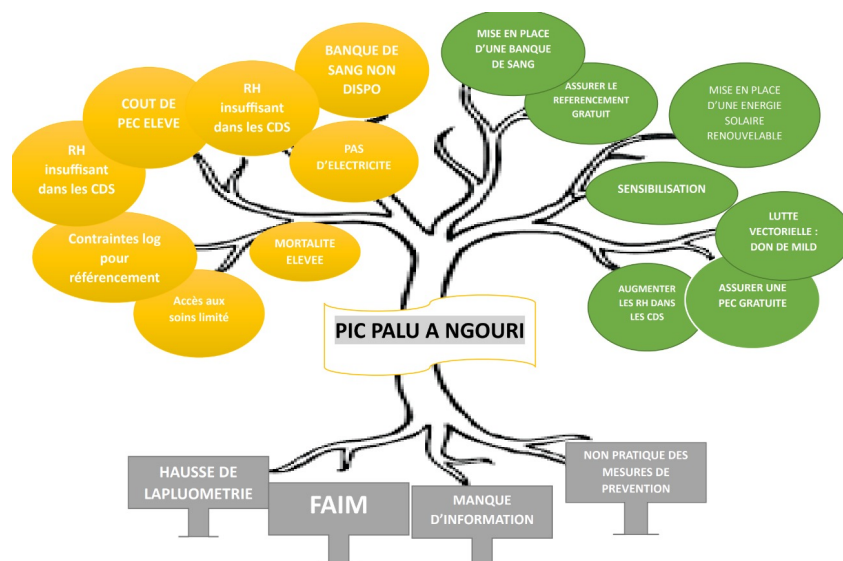 BANQUE DE
SANG NON
DISPO
RH
insuffisant
dans les CDS
COUT DE
PEC ELEVE
RH
insuffisant
dans les CDS
PAS
D'ELECTRICITE
Contraintes log
pour
référencement
MORTALITE
ELEVEE
Accès aux
soins limité
MISE EN PLACE
D'UNE BANQUE
DE SANG
ASSURER LE
REFERENCEMENT
GRATUIT
MISE EN PLACE
D'UNE ENERGIE
SOLAIRE
RENOUVELABLE
SENSIBILISATION
LUTTE
VECTORIELLE :
DON DE MILD
AUGMENTER
LES RH DANS
LES CDS
ASSURER UNE
PEC GRATUITE
PIC PALU A NGOURI
HAUSSE DE
LAPLUOMETRIE
FAIM
MANQUE
D'INFORMATION
NON PRATIQUE DES
MESURES DE
PREVENTION